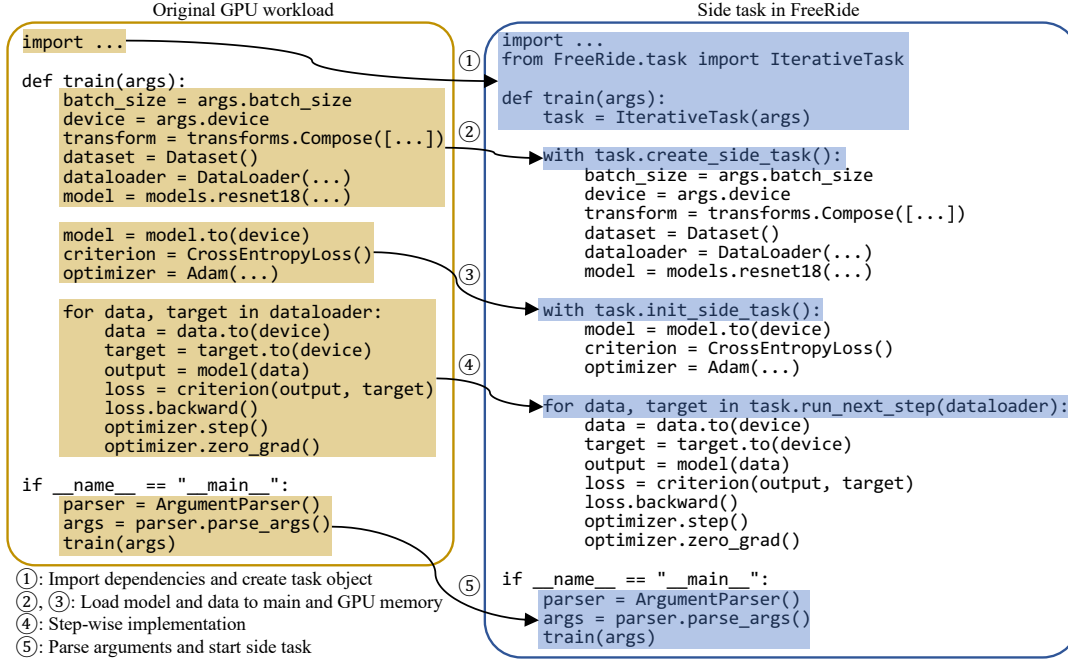 Original GPU workload
import ...
def train(args):
    batch_size = args.batch_size
    device = args.device
    transform = transforms.Compose([...])
    dataset = Dataset()
    dataloader = DataLoader(...)
    model = models.resnet18(...)
    model = model.to(device)
    criterion = CrossEntropyLoss()
    optimizer = Adam(...)
    for data, target in dataloader:
        data = data.to(device)
        target = target.to(device)
        output = model(data)
        loss = criterion(output, target)
        loss.backward()
        optimizer.step()
        optimizer.zero_grad()
if __name__ == "__main__":
    parser = ArgumentParser()
    args = parser.parse_args()
    train(args)
①: Import dependencies and create task object
②, ③: Load model and data to main and GPU memory
④: Step-wise implementation
⑤: Parse arguments and start side task
①
②
③
④
⑤
Side task in FreeRide
import ...
from FreeRide.task import IterativeTask
def train(args):
    task = IterativeTask(args)
    with task.create_side_task():
        batch_size = args.batch_size
        device = args.device
        transform = transforms.Compose([...])
        dataset = Dataset()
        dataloader = DataLoader(...)
        model = models.resnet18(...)
    with task.init_side_task():
        model = model.to(device)
        criterion = CrossEntropyLoss()
        optimizer = Adam(...)
    for data, target in task.run_next_step(dataloader):
        data = data.to(device)
        target = target.to(device)
        output = model(data)
        loss = criterion(output, target)
        loss.backward()
        optimizer.step()
        optimizer.zero_grad()
if __name__ == "__main__":
    parser = ArgumentParser()
    args = parser.parse_args()
    train(args)